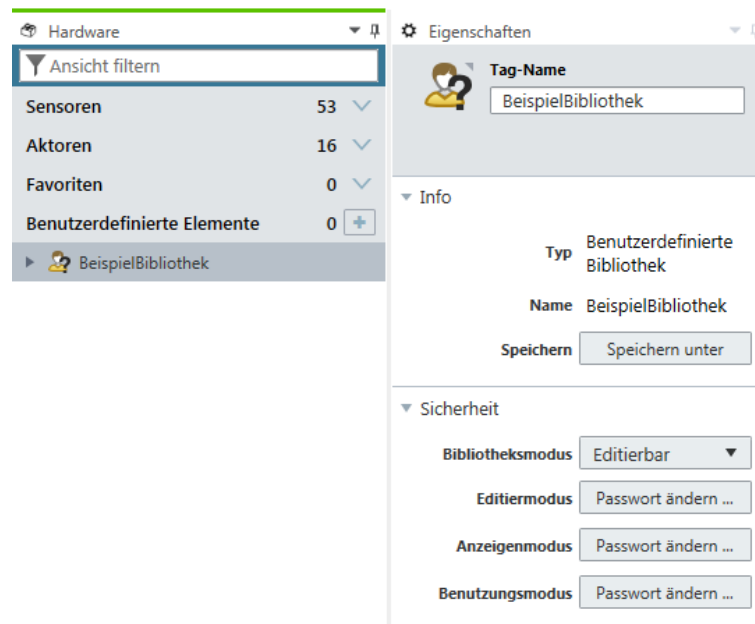 Hardware
Ansicht filtern
Sensoren 53
Aktoren 16
Favoriten 0
Benutzerdefinierte Elemente 0 +
BeispielBibliothek
Eigenschaften
Tag-Name
BeispielBibliothek
Info
Typ Benutzerdefinierte
Bibliothek
Name BeispielBibliothek
Speichern Speichern unter
Sicherheit
Bibliotheksmodus Editierbar
Editiermodus Passwort ändern ...
Anzeigenmodus Passwort ändern ...
Benutzungsmodus Passwort ändern ...